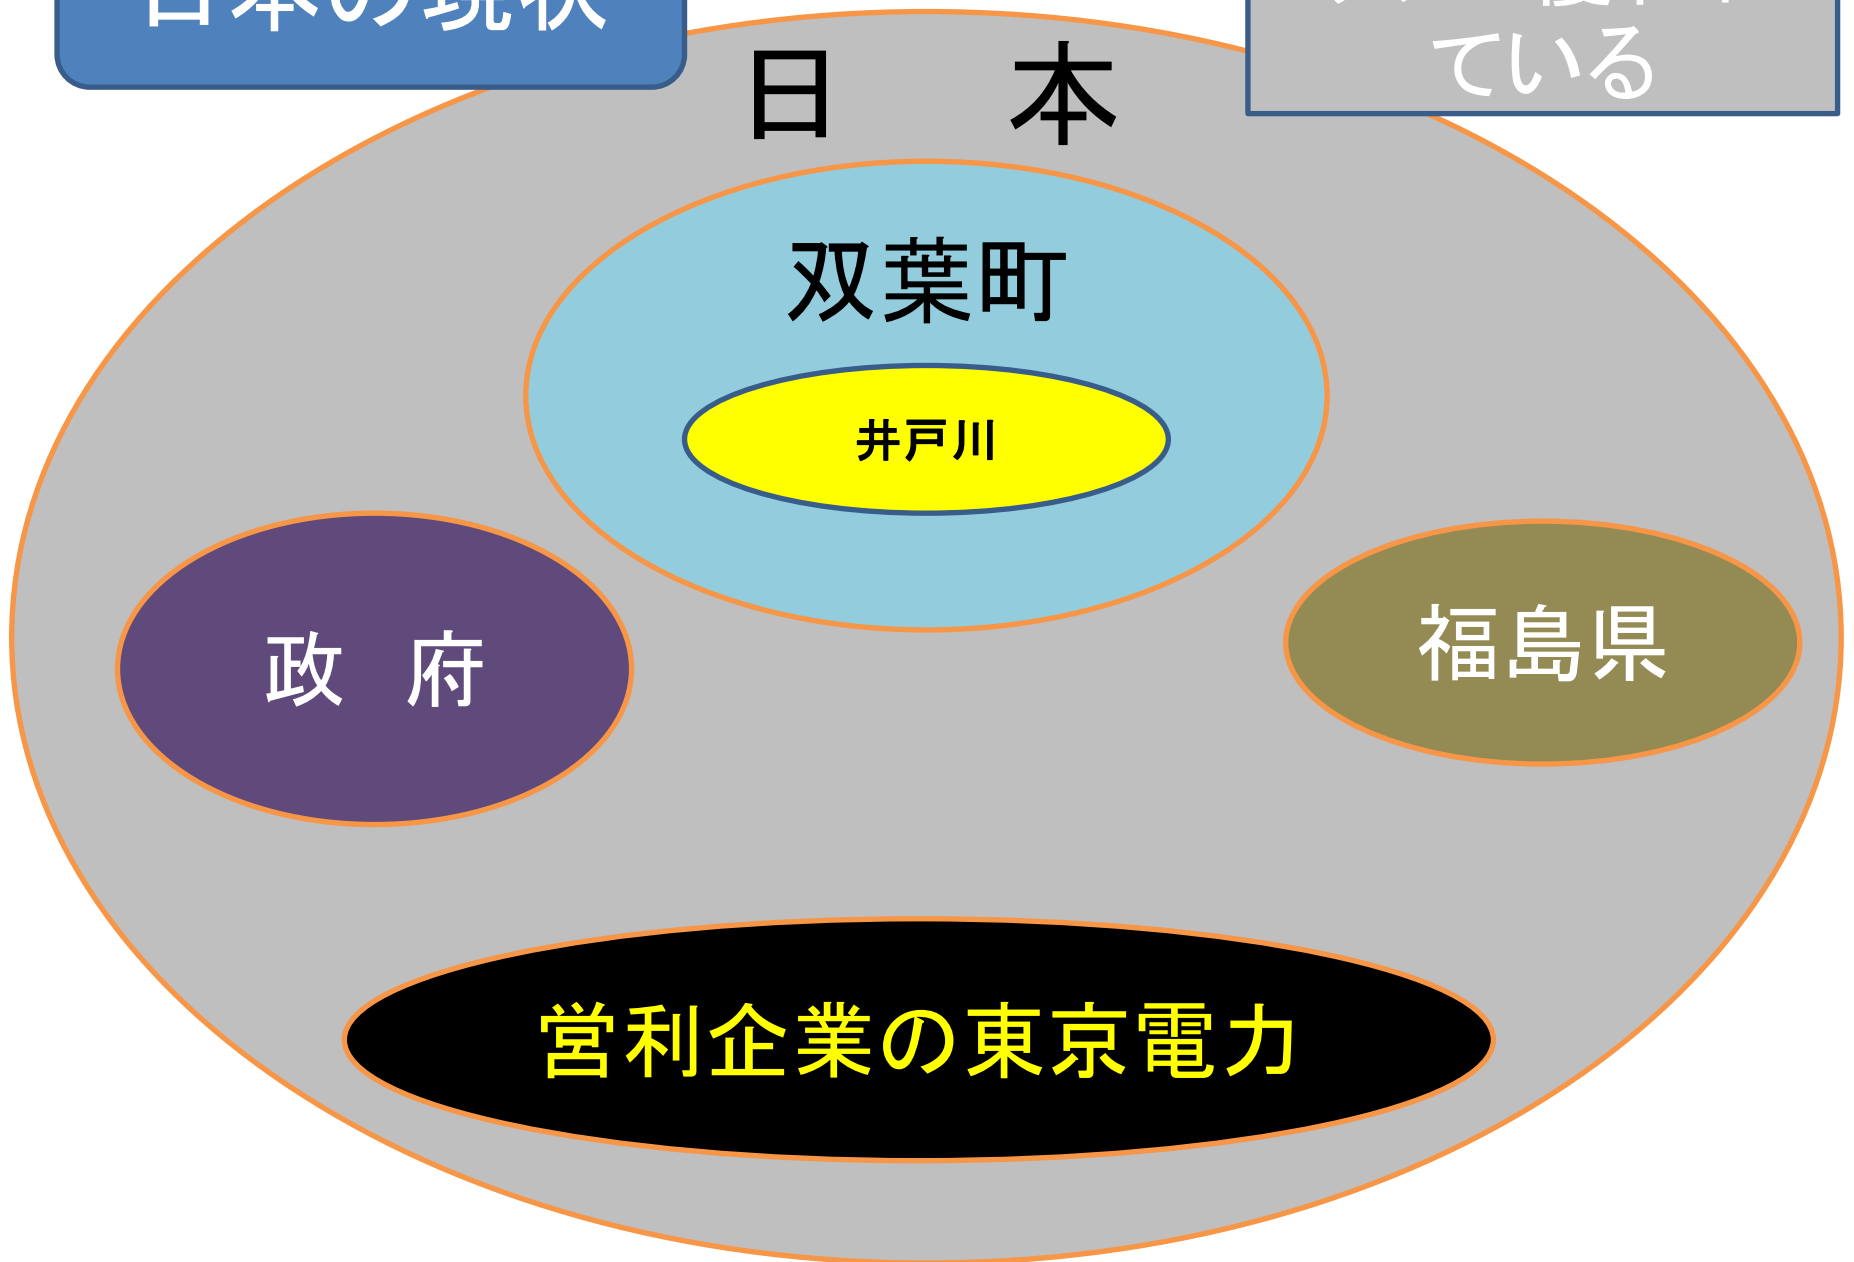 日本の現状
ている
日　本
双葉町
井戸川
政　府
福島県
営利企業の東京電力